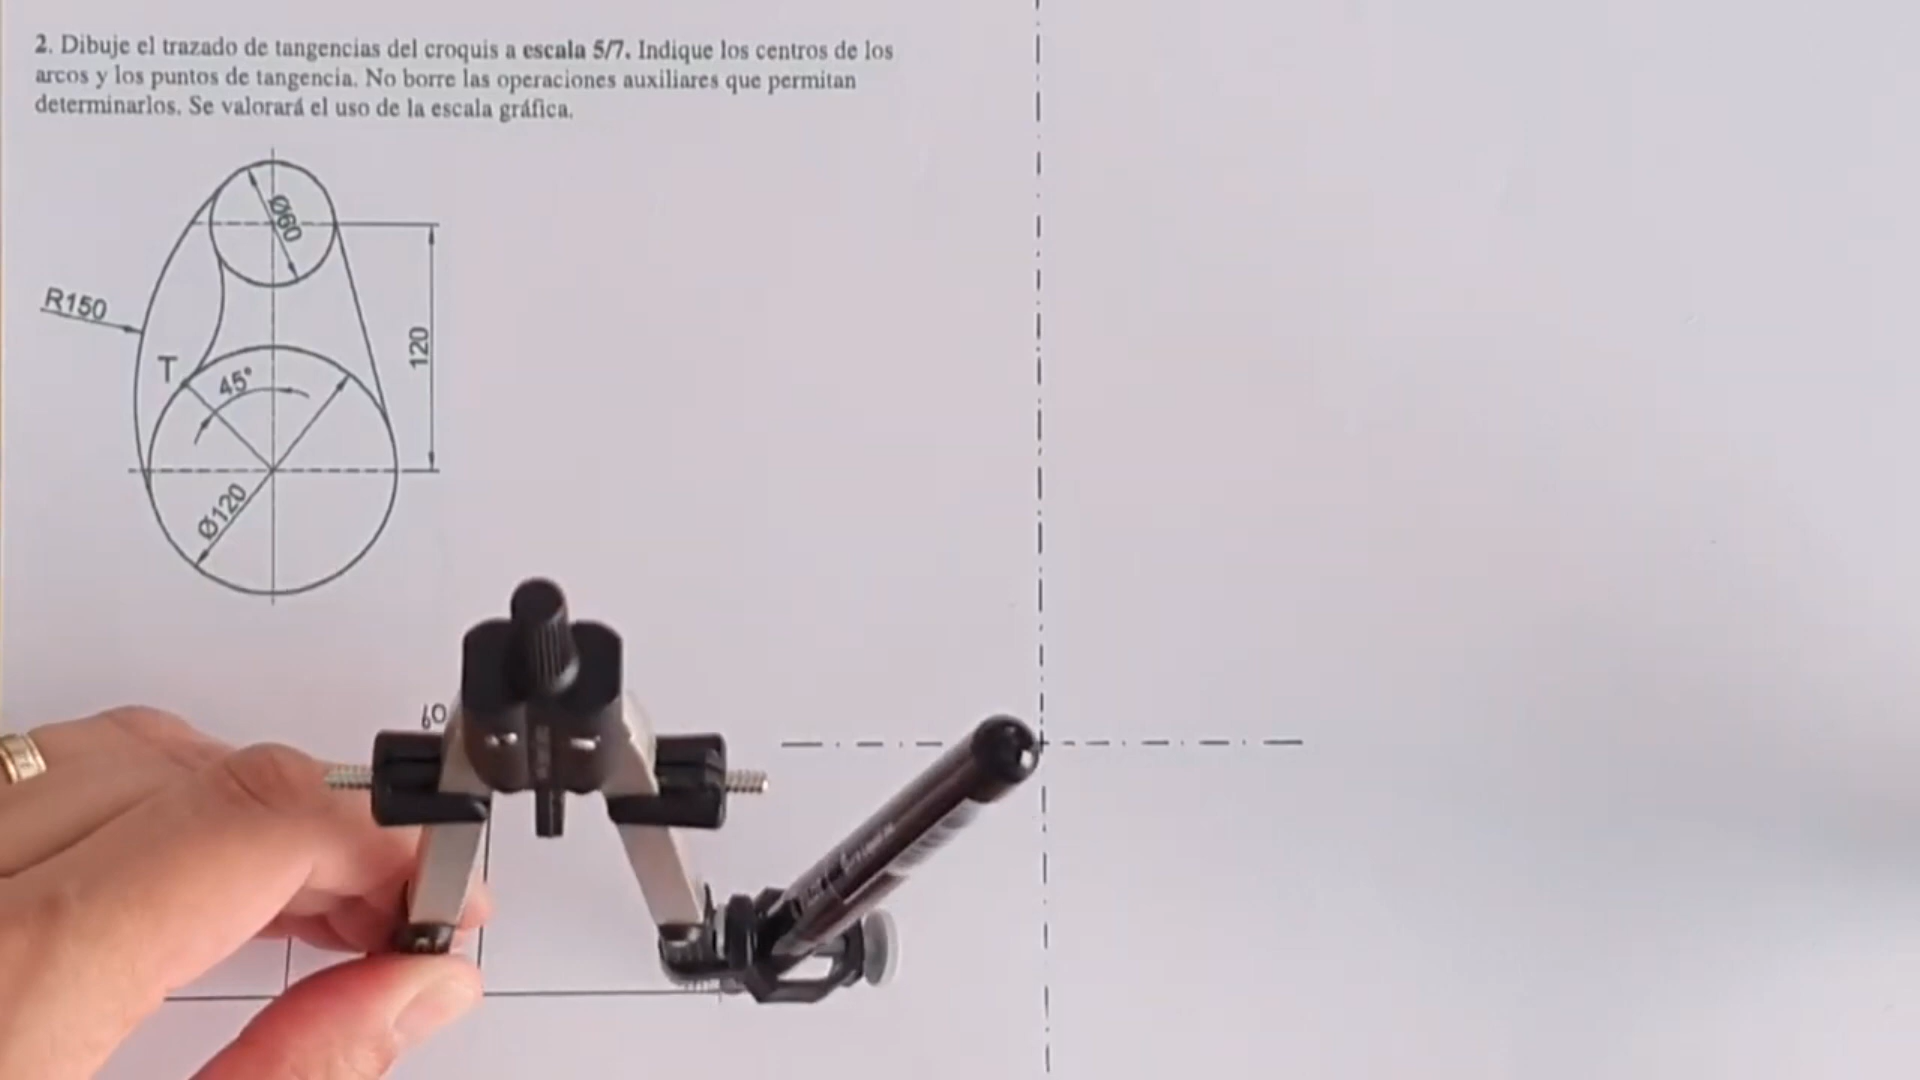 2. Dibuje el trazado de tangencias del croquis a escala 5/7. Indique los centros de los
arcos y los puntos de tangencia. No borre las operaciones auxiliares que permitan
determinarlos. Se valorará el uso de la escala gráfica.
Ø60
R150
120
T
45°
Ø120
60